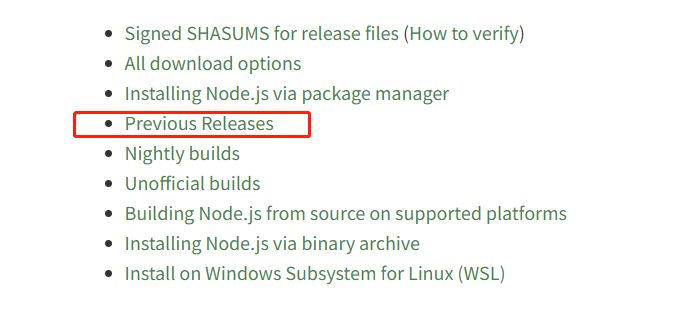 Signed SHASUMS for release files (How to verify)
All download options
Installing Node.js via package manager
Previous Releases
Nightly builds
Unofficial builds
Building Node.js from source on supported platforms
Installing Node.js via binary archive
Install on Windows Subsystem for Linux (WSL)